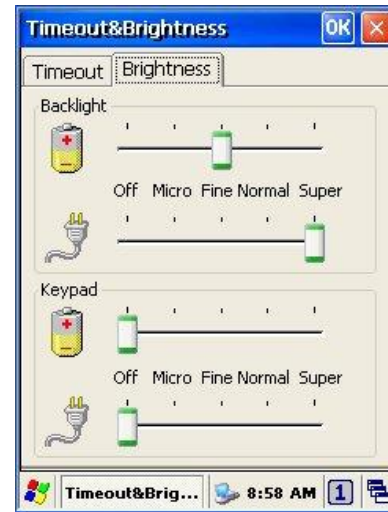 Timeout&Brightness OK
Timeout Brightness
Backlight
Off Micro Fine Normal Super
Keypad
Off Micro Fine Normal Super
Timeout&Brig... 8:58 AM 1